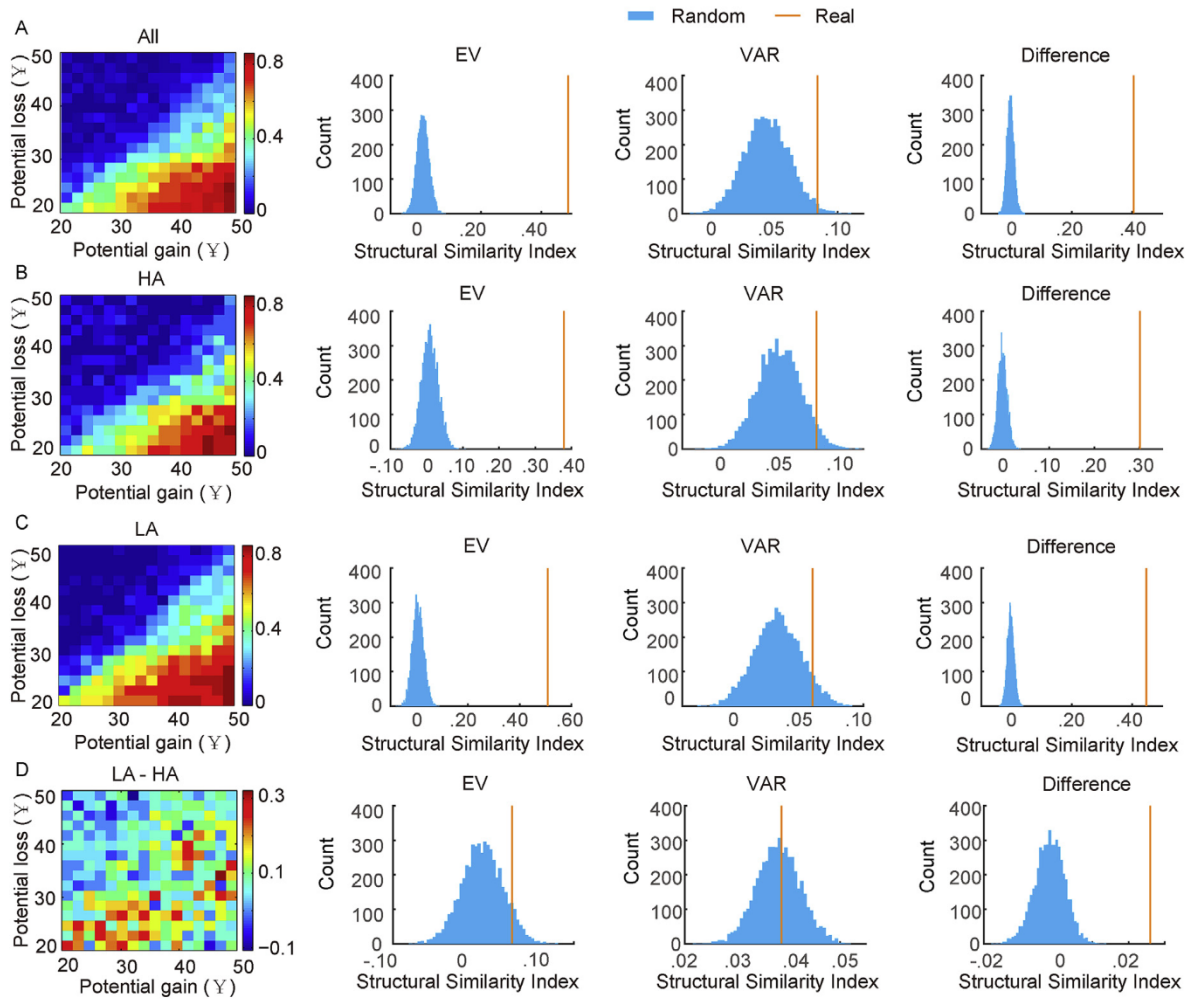 Random Real
A
All
EV
VAR
Difference
Potential loss (¥)
50
40
30
20
20 30 40 50
Potential gain (¥)
0.8
0.4
0
Count
400
300
200
100
0
0 .20 .40
Structural Similarity Index
Count
400
300
200
100
0
0 .05 .10
Structural Similarity Index
Count
400
300
200
100
0
0 .20 .40
Structural Similarity Index
B
HA
EV
VAR
Difference
Potential loss (¥)
50
40
30
20
20 30 40 50
Potential gain (¥)
0.8
0.4
0
Count
400
300
200
100
0
-.10 0 .10 .20 .30 .40
Structural Similarity Index
Count
400
300
200
100
0
0 .05 .10
Structural Similarity Index
Count
400
300
200
100
0
0 .10 .20 .30
Structural Similarity Index
C
LA
EV
VAR
Difference
Potential loss (¥)
50
40
30
20
20 30 40 50
Potential gain (¥)
0.8
0.4
0
Count
400
300
200
100
0
0 .20 .40 .60
Structural Similarity Index
Count
400
300
200
100
0
0 .05 .10
Structural Similarity Index
Count
400
300
200
100
0
0 .20 .40
Structural Similarity Index
D
LA - HA
EV
VAR
Difference
Potential loss (¥)
50
40
30
20
20 30 40 50
Potential gain (¥)
0.3
0.1
−0.1
Count
400
300
200
100
0
-.10 0 .10
Structural Similarity Index
Count
400
300
200
100
0
.02 .03 .04 .05
Structural Similarity Index
Count
400
300
200
100
0
-.02 0 .02
Structural Similarity Index